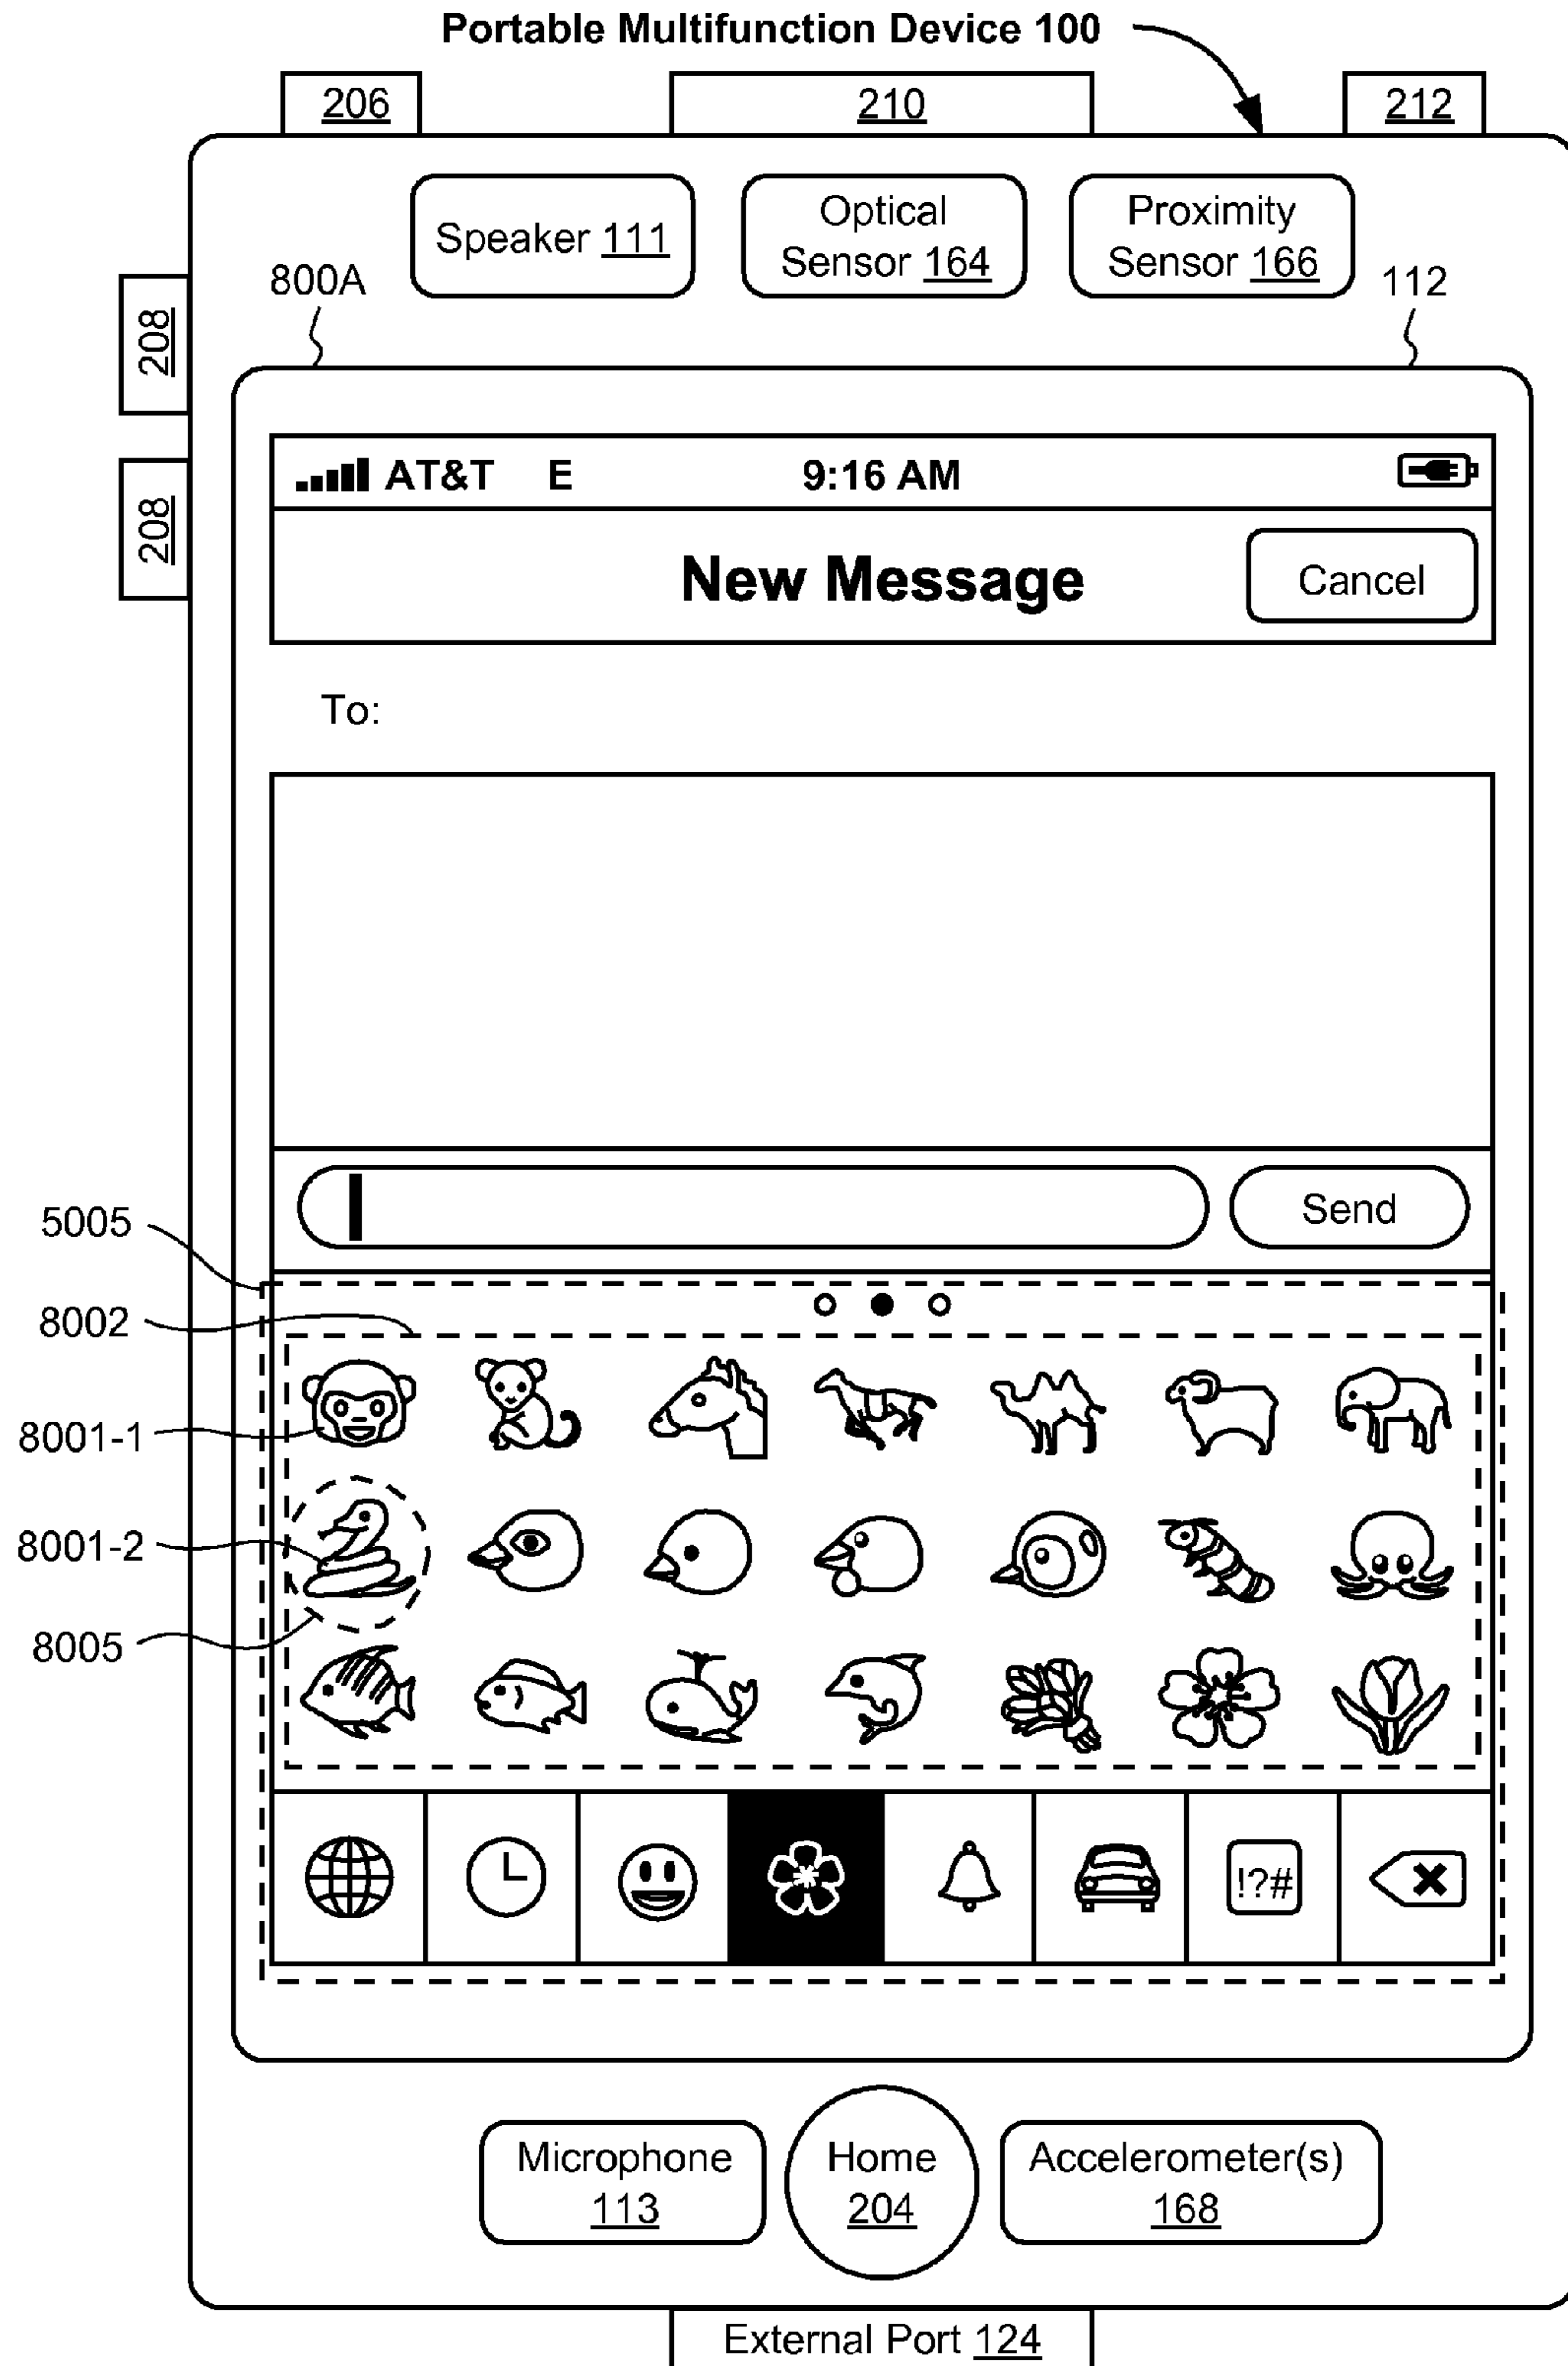 Portable Multifunction Device 100
206
210
212
Speaker 111
Optical
Sensor 164
Proximity
Sensor 166
800A
112
208
208
AT&T E 9:16 AM
New Message
Cancel
To:
5005
Send
8002
8001-1
8001-2
8005
!?#
Microphone
113
Home
204
Accelerometer(s)
168
External Port 124